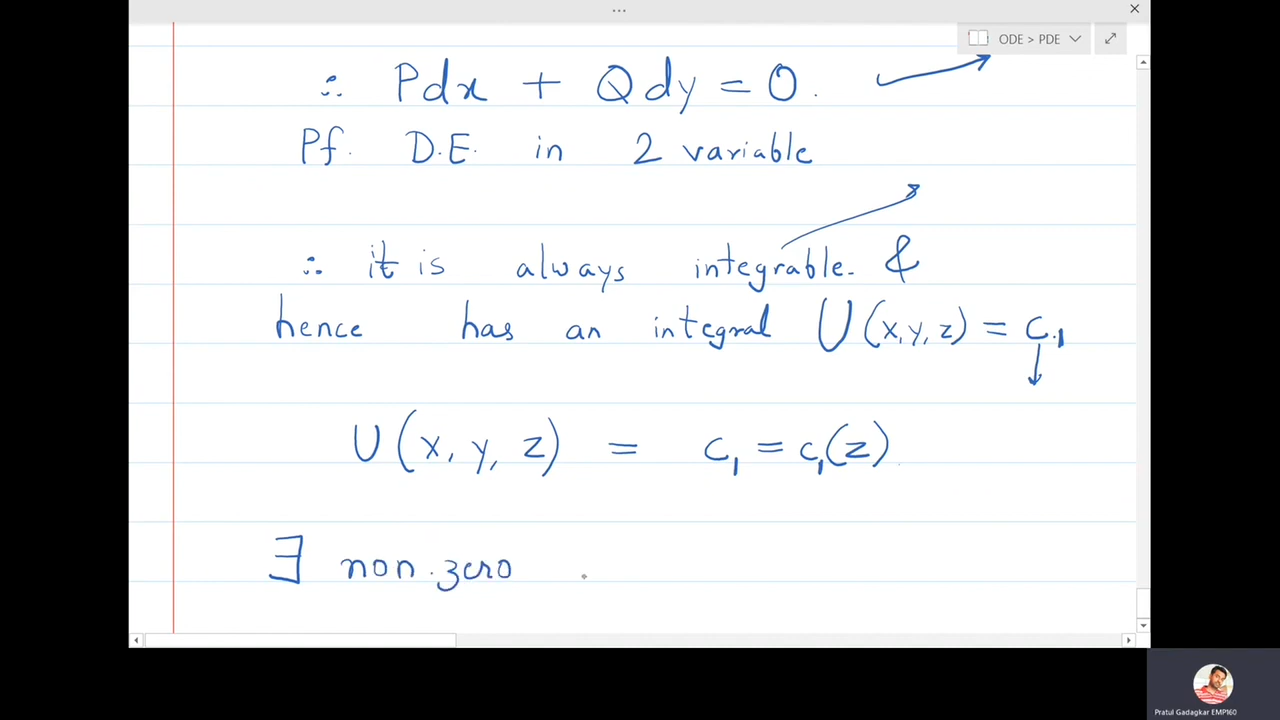 ODE > PDE
∴ Pdx + Qdy = 0.
Pf. D.E. in 2 variable
∴ it is always integrable. &
hence has an integral U(x,y,z) = c.1
U(x, y, z) = c1 = c1(z).
∃ non.zero
Pratul Gadagkar EMP160